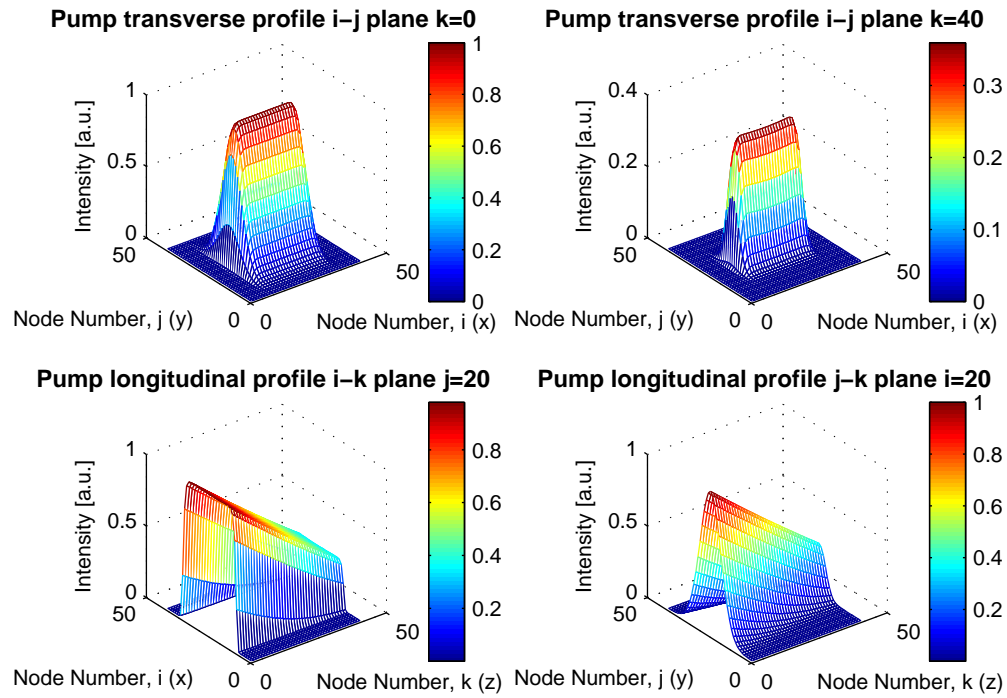 Pump transverse profile i−j plane k=0
1
0.5
0
Intensity [a.u.]
50
0
Node Number, j (y)
0
50
Node Number, i (x)
1
0.8
0.6
0.4
0.2
0
Pump transverse profile i−j plane k=40
0.4
0.2
0
Intensity [a.u.]
50
0
Node Number, j (y)
0
50
Node Number, i (x)
0.3
0.2
0.1
0
Pump longitudinal profile i−k plane j=20
1
0.5
0
Intensity [a.u.]
50
0
Node Number, i (x)
0
50
Node Number, k (z)
0.8
0.6
0.4
0.2
Pump longitudinal profile j−k plane i=20
1
0.5
0
Intensity [a.u.]
50
0
Node Number, j (y)
0
50
Node Number, k (z)
1
0.8
0.6
0.4
0.2